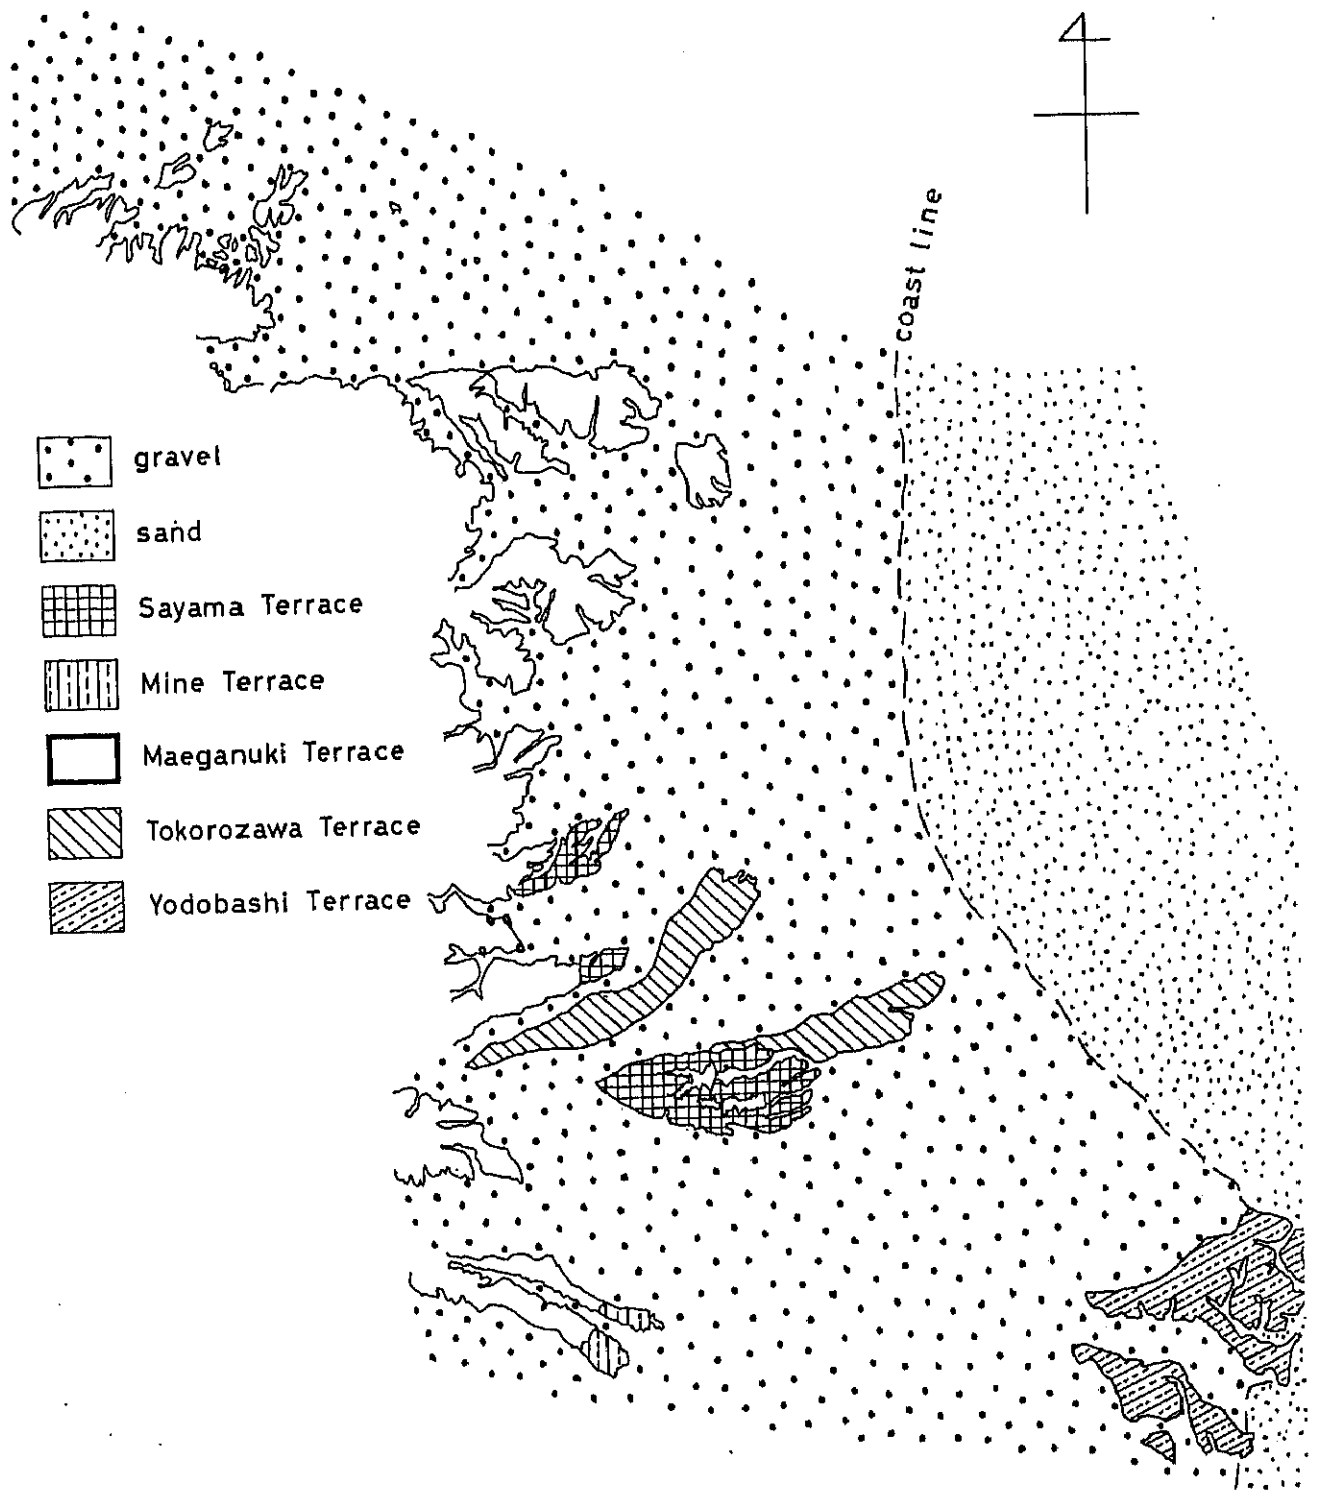 coast line
gravel
sand
Sayama Terrace
Mine Terrace
Maeganuki Terrace
Tokorozawa Terrace
Yodobashi Terrace